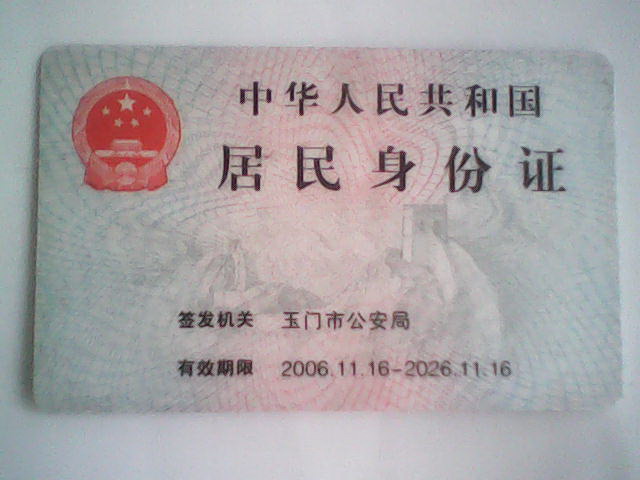 中华人民共和国
居民身份证
签发机关 玉门市公安局
有效期限 2006.11.16-2026.11.16